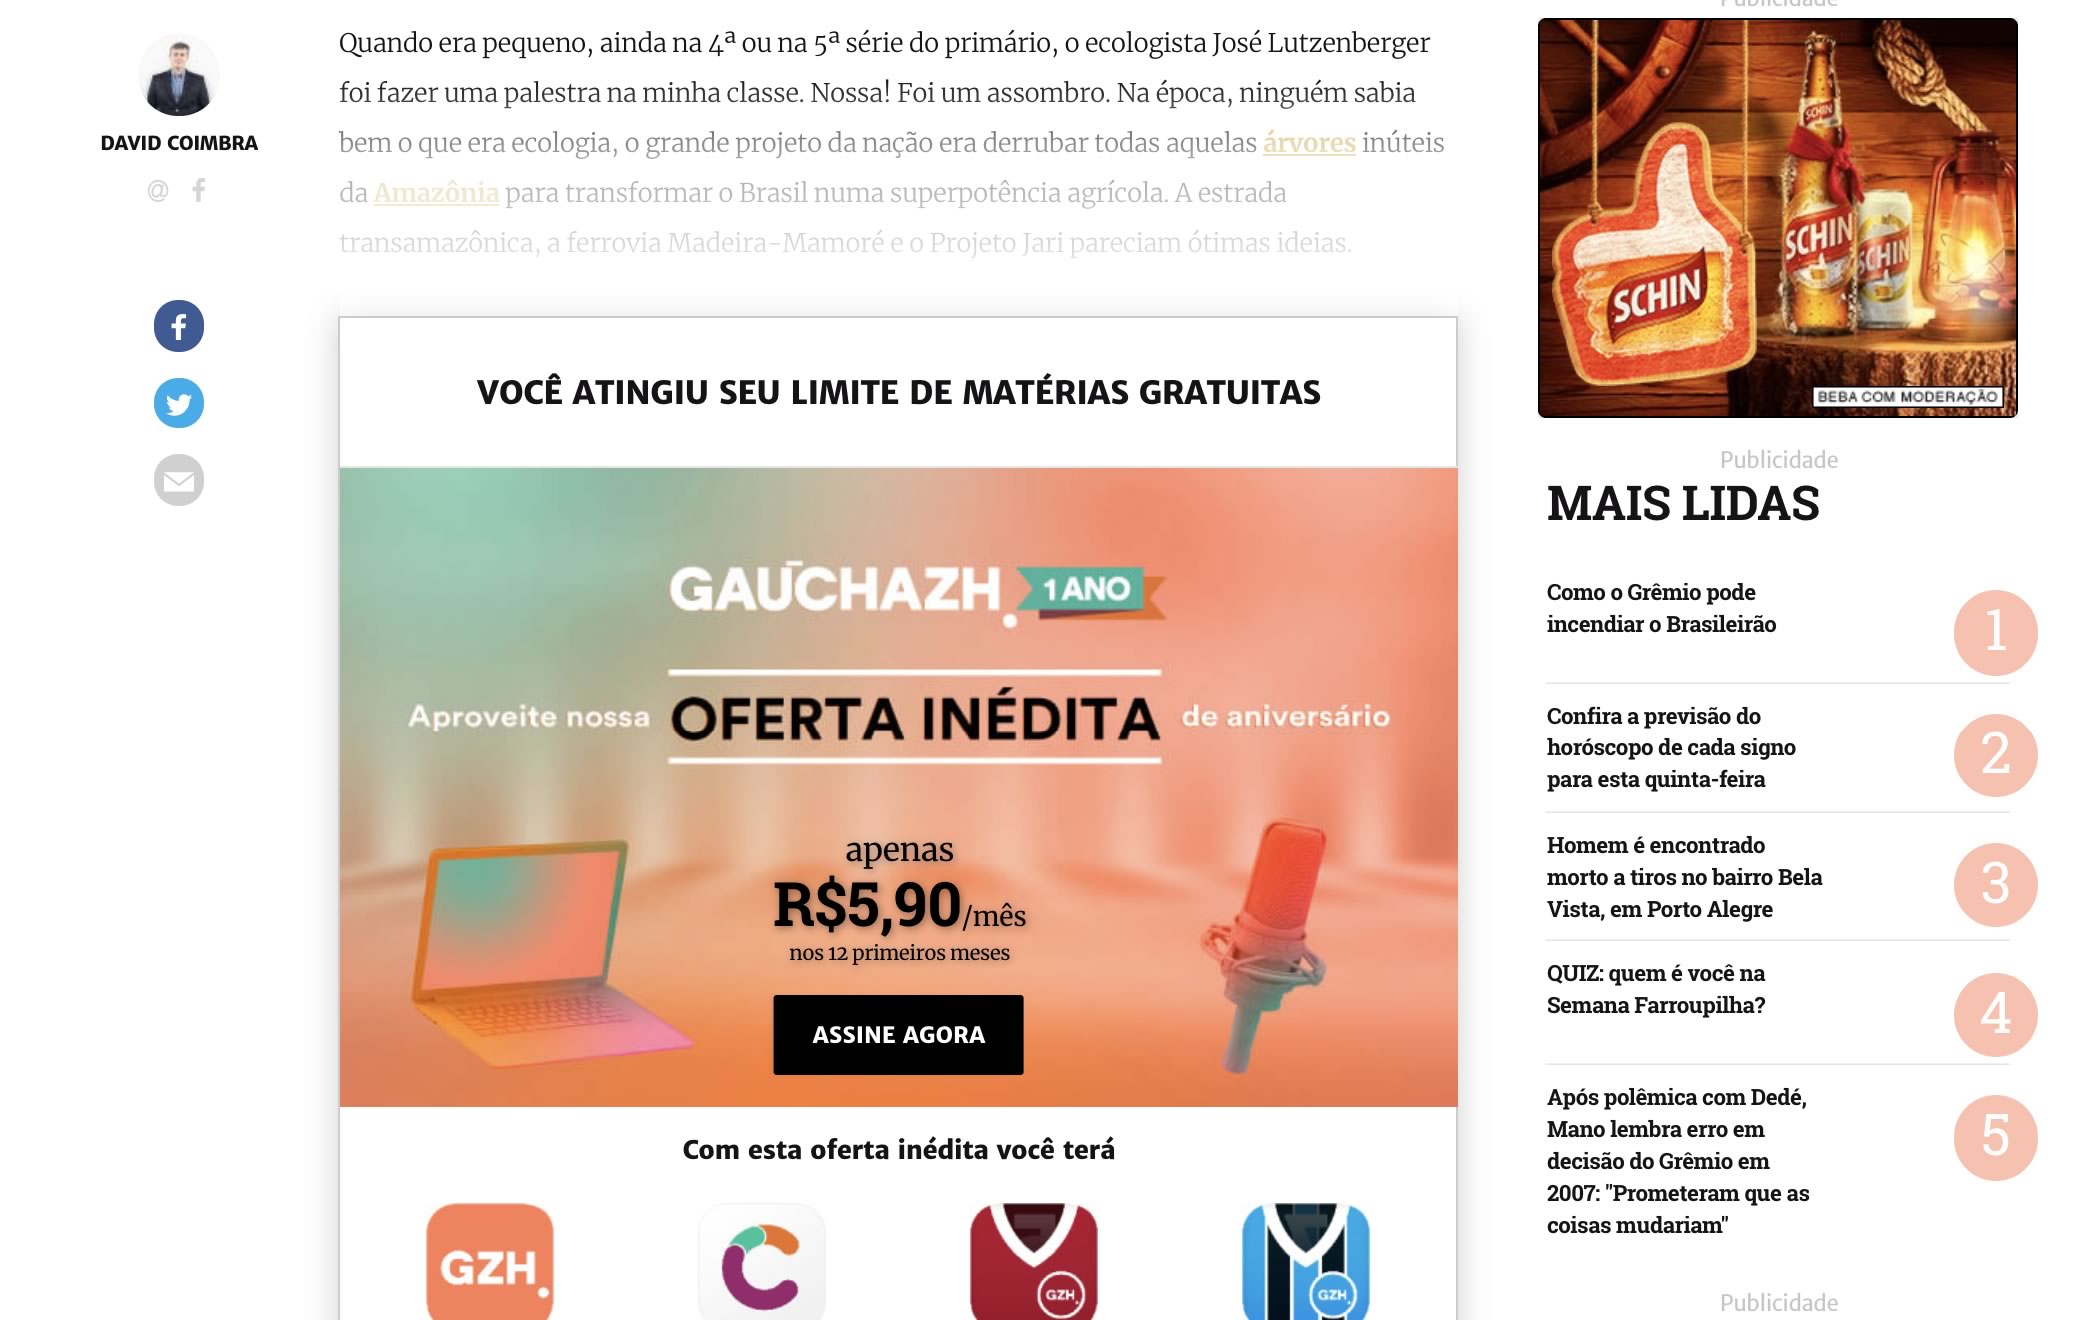 DAVID COIMBRA
Quando era pequeno, ainda na 4ª ou na 5ª série do primário, o ecologista José Lutzenberger
foi fazer uma palestra na minha classe. Nossa! Foi um assombro. Na época, ninguém sabia
bem o que era ecologia, o grande projeto da nação era derrubar todas aquelas árvores inúteis
da Amazônia para transformar o Brasil numa superpotência agrícola. A estrada
transamazônica, a ferrovia Madeira-Mamoré e o Projeto Jari pareciam ótimas ideias.
VOCÊ ATINGIU SEU LIMITE DE MATÉRIAS GRATUITAS
GAÚCHAZH. 1 ANO
Aproveite nossa OFERTA INÉDITA de aniversário
apenas
R$5,90/mês
nos 12 primeiros meses
ASSINE AGORA
Com esta oferta inédita você terá
GZH.
GZH.
GZH.
Publicidade
SCHIN
SCHIN
SCHIN
SCHIN
BEBA COM MODERAÇÃO
Publicidade
MAIS LIDAS
Como o Grêmio pode
incendiar o Brasileirão
1
Confira a previsão do
horóscopo de cada signo
para esta quinta-feira
2
Homem é encontrado
morto a tiros no bairro Bela
Vista, em Porto Alegre
3
QUIZ: quem é você na
Semana Farroupilha?
4
Após polêmica com Dedé,
Mano lembra erro em
decisão do Grêmio em
2007: "Prometeram que as
coisas mudariam"
5
Publicidade